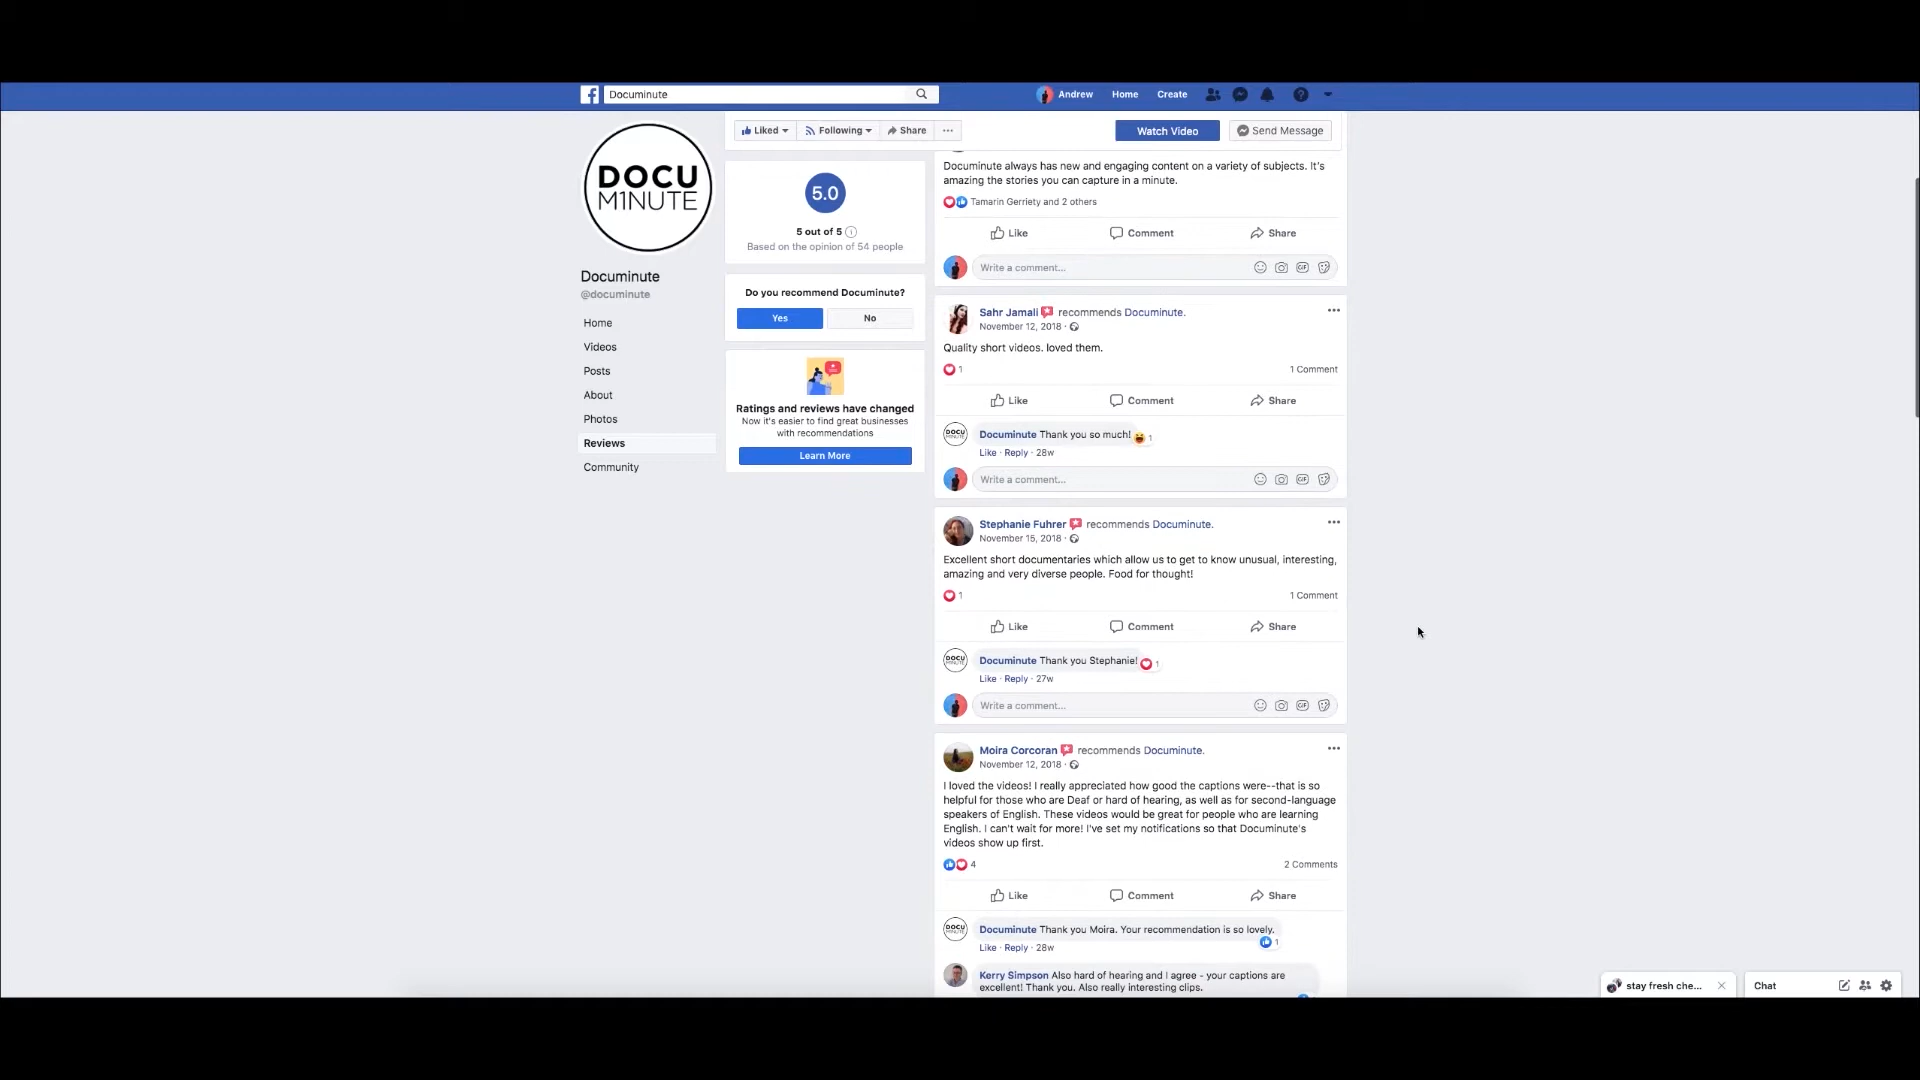 Documinute
Andrew
Home
Create
Liked
Following
Share
Watch Video
Send Message
DOCU
M1NUTE
Documinute
@documinute
Home
Videos
Posts
About
Photos
Reviews
Community
5.0
5 out of 5
Based on the opinion of 54 people
Do you recommend Documinute?
Yes
No
Ratings and reviews have changed
Now it's easier to find great businesses
with recommendations
Learn More
Documinute always has new and engaging content on a variety of subjects. It's
amazing the stories you can capture in a minute.
Tamarin Gerriety and 2 others
Like Comment Share
Write a comment...
Sahr Jamali recommends Documinute.
November 12, 2018 ·
Quality short videos. loved them.
1 1 Comment
Like Comment Share
Documinute Thank you so much! 1
Like · Reply · 28w
Write a comment...
Stephanie Fuhrer recommends Documinute.
November 15, 2018 ·
Excellent short documentaries which allow us to get to know unusual, interesting,
amazing and very diverse people. Food for thought!
1 1 Comment
Like Comment Share
Documinute Thank you Stephanie! 1
Like · Reply · 27w
Write a comment...
Moira Corcoran recommends Documinute.
November 12, 2018 ·
I loved the videos! I really appreciated how good the captions were--that is so
helpful for those who are Deaf or hard of hearing, as well as for second-language
speakers of English. These videos would be great for people who are learning
English. I can't wait for more! I've set my notifications so that Documinute's
videos show up first.
4 2 Comments
Like Comment Share
Documinute Thank you Moira. Your recommendation is so lovely.
1
Like · Reply · 28w
Kerry Simpson Also hard of hearing and I agree - your captions are
excellent! Thank you. Also really interesting clips.
stay fresh che...
Chat